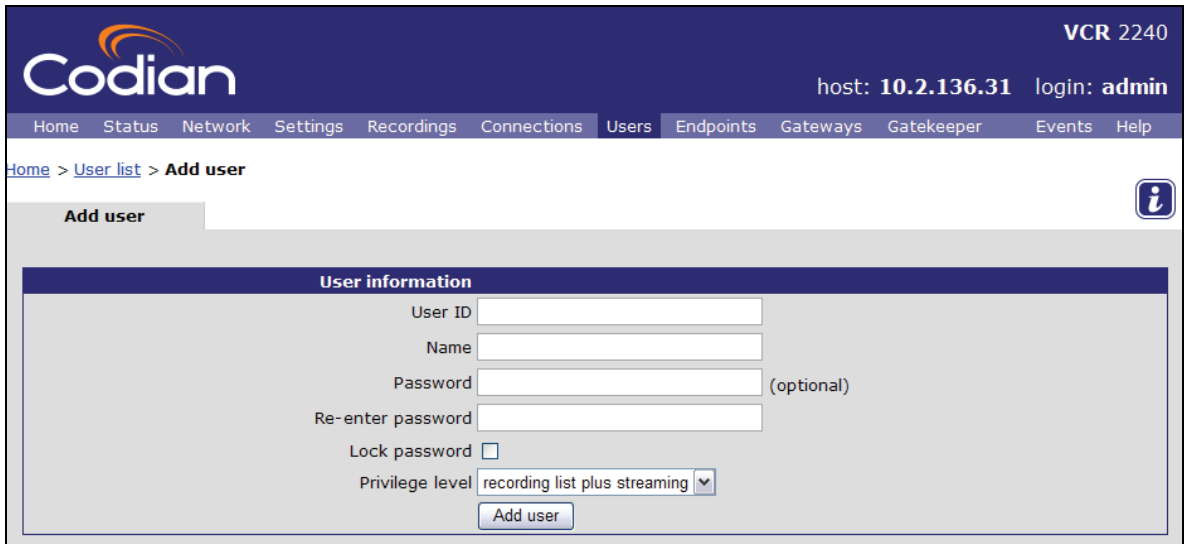 VCR 2240
Codian
host: 10.2.136.31 login: admin
Home Status Network Settings Recordings Connections Users Endpoints Gateways Gatekeeper Events Help
Home > User list > Add user
i
Add user
User information
User ID
Name
Password (optional)
Re-enter password
Lock password
Privilege level recording list plus streaming
Add user